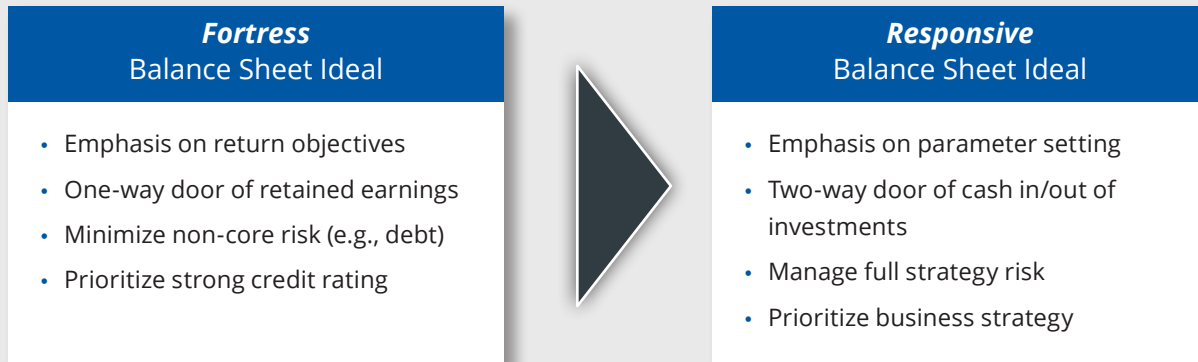 Fortress
Balance Sheet Ideal
• Emphasis on return objectives
• One-way door of retained earnings
• Minimize non-core risk (e.g., debt)
• Prioritize strong credit rating
Responsive
Balance Sheet Ideal
• Emphasis on parameter setting
• Two-way door of cash in/out of
investments
• Manage full strategy risk
• Prioritize business strategy